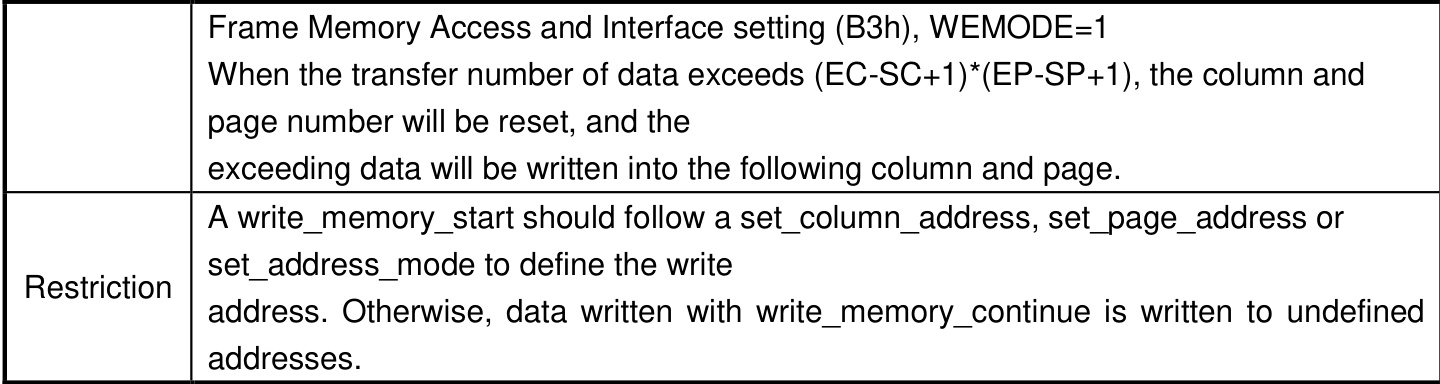 Frame Memory Access and Interface setting (B3h), WEMODE=1
When the transfer number of data exceeds (EC-SC+1)*(EP-SP+1), the column and
page number will be reset, and the
exceeding data will be written into the following column and page.
Restriction
A write_memory_start should follow a set_column_address, set_page_address or
set_address_mode to define the write
address. Otherwise, data written with write_memory_continue is written to undefined
addresses.